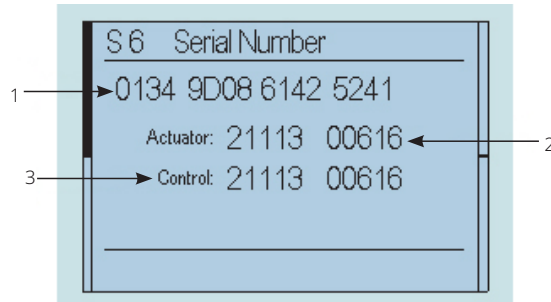 S 6 Serial Number
1 0134 9D08 6142 5241
Actuator: 21113 00616 2
3 Control: 21113 00616